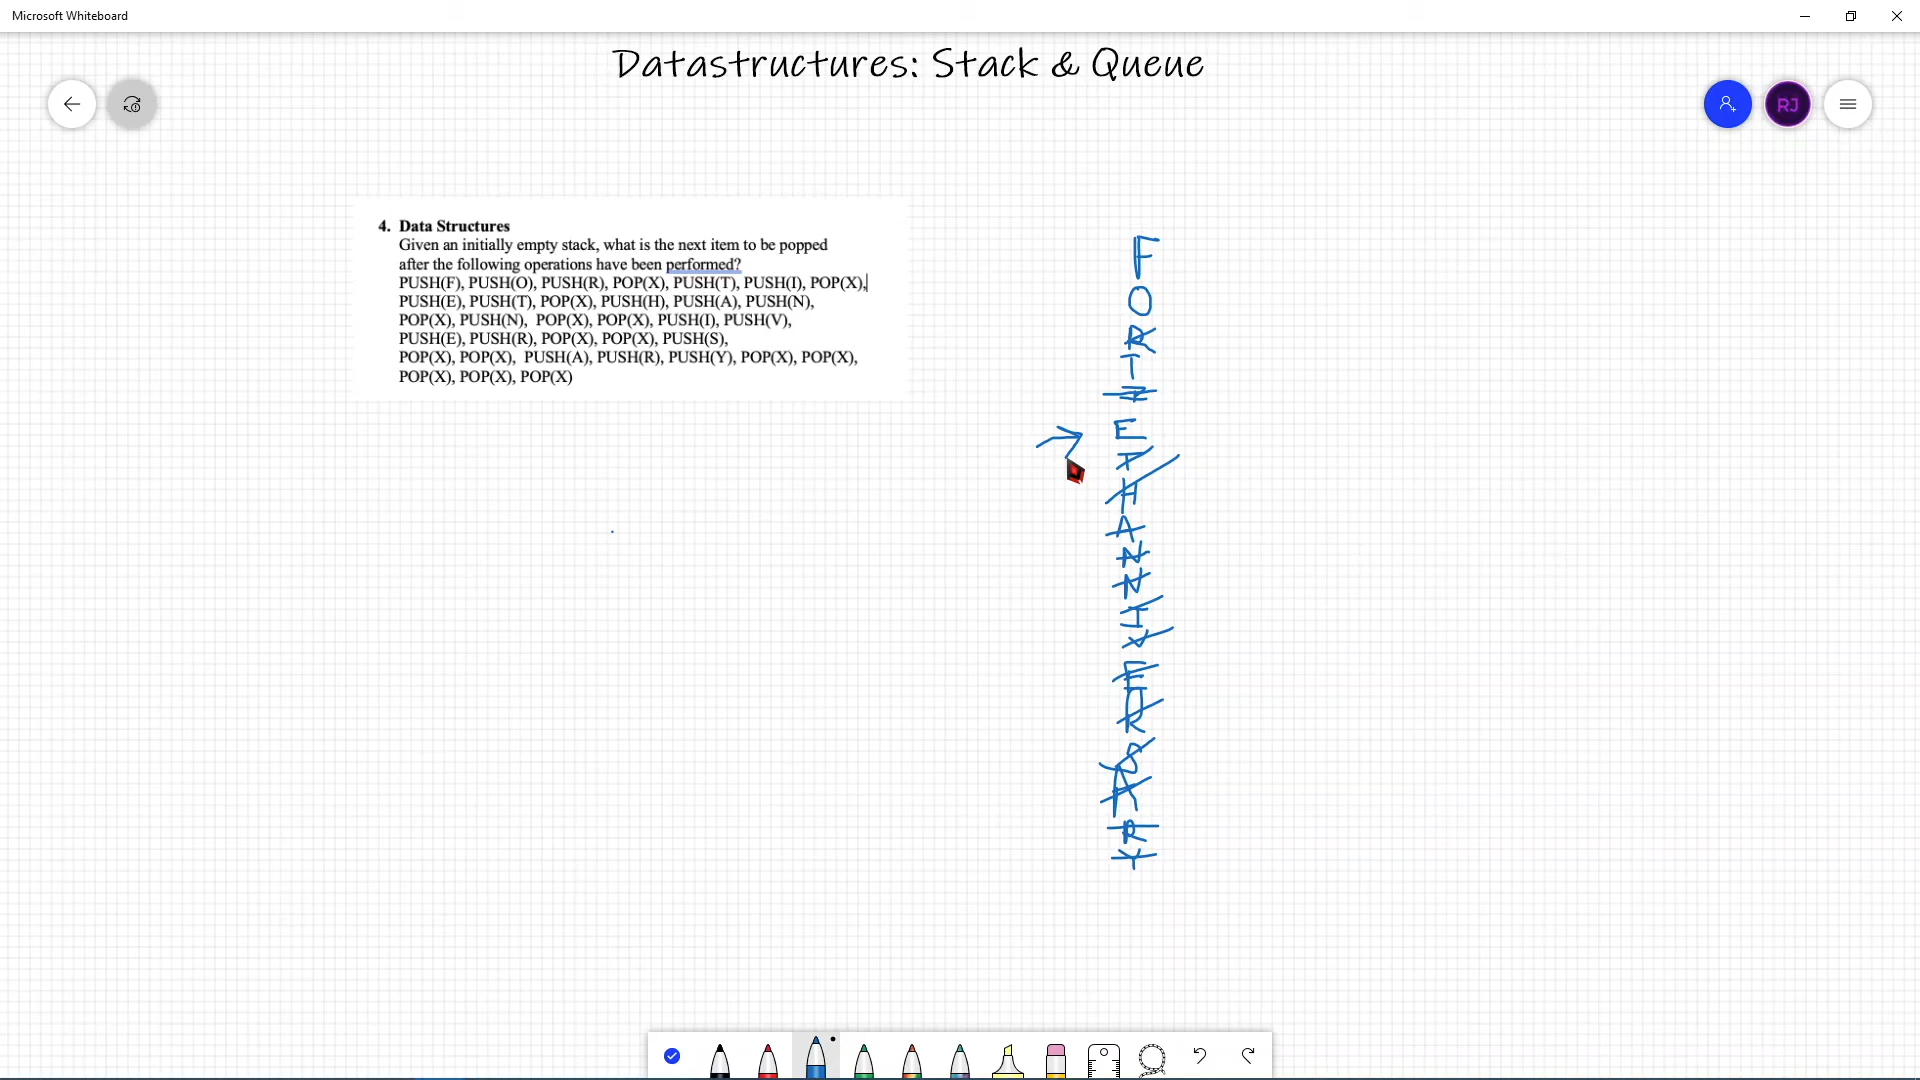 Microsoft Whiteboard
Datastructures: Stack & Queue
RJ
4. Data Structures
Given an initially empty stack, what is the next item to be popped
after the following operations have been performed?
PUSH(F), PUSH(O), PUSH(R), POP(X), PUSH(T), PUSH(I), POP(X),
PUSH(E), PUSH(T), POP(X), PUSH(H), PUSH(A), PUSH(N),
POP(X), PUSH(N), POP(X), POP(X), PUSH(I), PUSH(V),
PUSH(E), PUSH(R), POP(X), POP(X), PUSH(S),
POP(X), POP(X), PUSH(A), PUSH(R), PUSH(Y), POP(X), POP(X),
POP(X), POP(X), POP(X)
F
O
R
T
I
E
T
H
A
N
N
I
V
E
R
S
A
R
Y